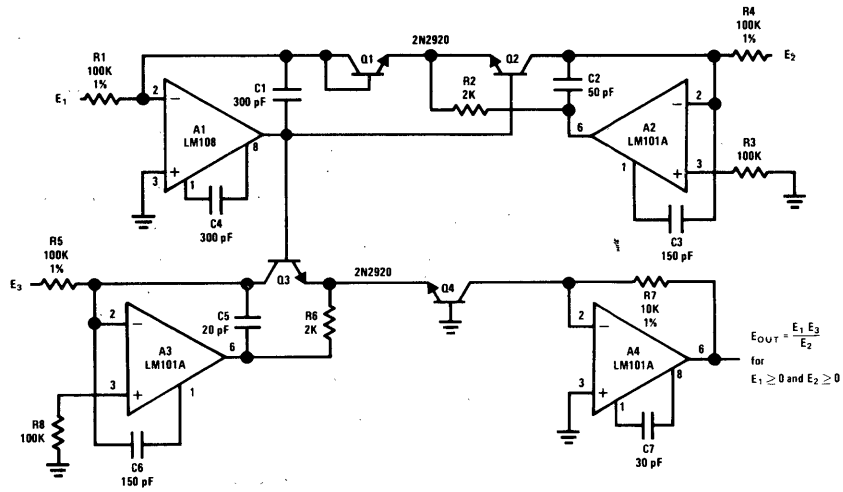 R1
100K
1%
E1
2
−
A1
LM108
+
3
1
8
C1
300 pF
C4
300 pF
Q1
2N2920
Q2
R2
2K
C2
50 pF
6
A2
LM101A
2
−
3
+
1
R4
100K
1%
E2
R3
100K
C3
150 pF
R5
100K
1%
E3
2
−
A3
LM101A
6
3
+
1
R8
100K
C6
150 pF
C5
20 pF
Q3
R6
2K
2N2920
Q4
2
−
A4
LM101A
6
8
3
+
1
C7
30 pF
R7
10K
1%
EOUT = E1 E3
E2
for
E1 ≥ 0 and E2 ≥ 0